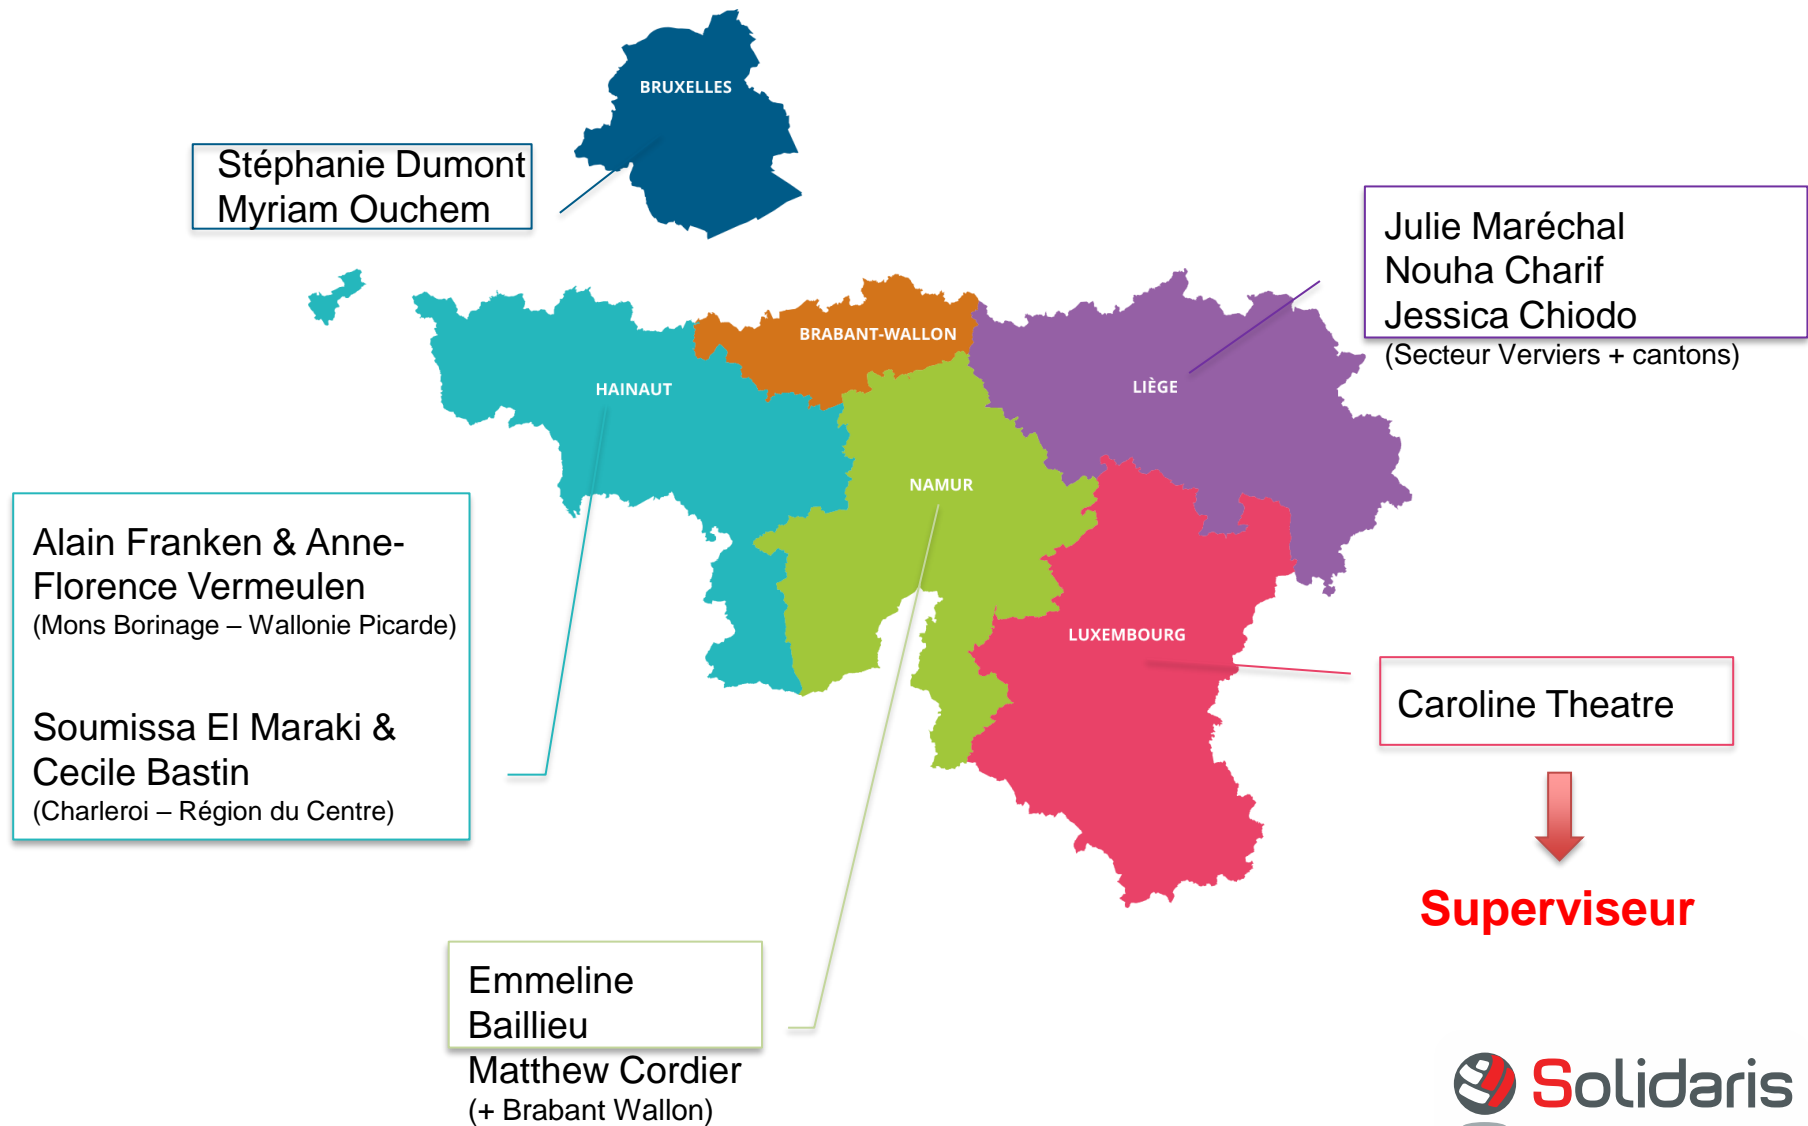 BRUXELLES
Stéphanie Dumont
Myriam Ouchem
Julie Maréchal
Nouha Charif
Jessica Chiodo
(Secteur Verviers + cantons)
BRABANT-WALLON
HAINAUT
LIÈGE
NAMUR
LUXEMBOURG
Alain Franken & Anne-
Florence Vermeulen
(Mons Borinage – Wallonie Picarde)
Soumissa El Maraki &
Cecile Bastin
(Charleroi – Région du Centre)
Caroline Theatre
Superviseur
Emmeline
Baillieu
Matthew Cordier
(+ Brabant Wallon)
Solidaris